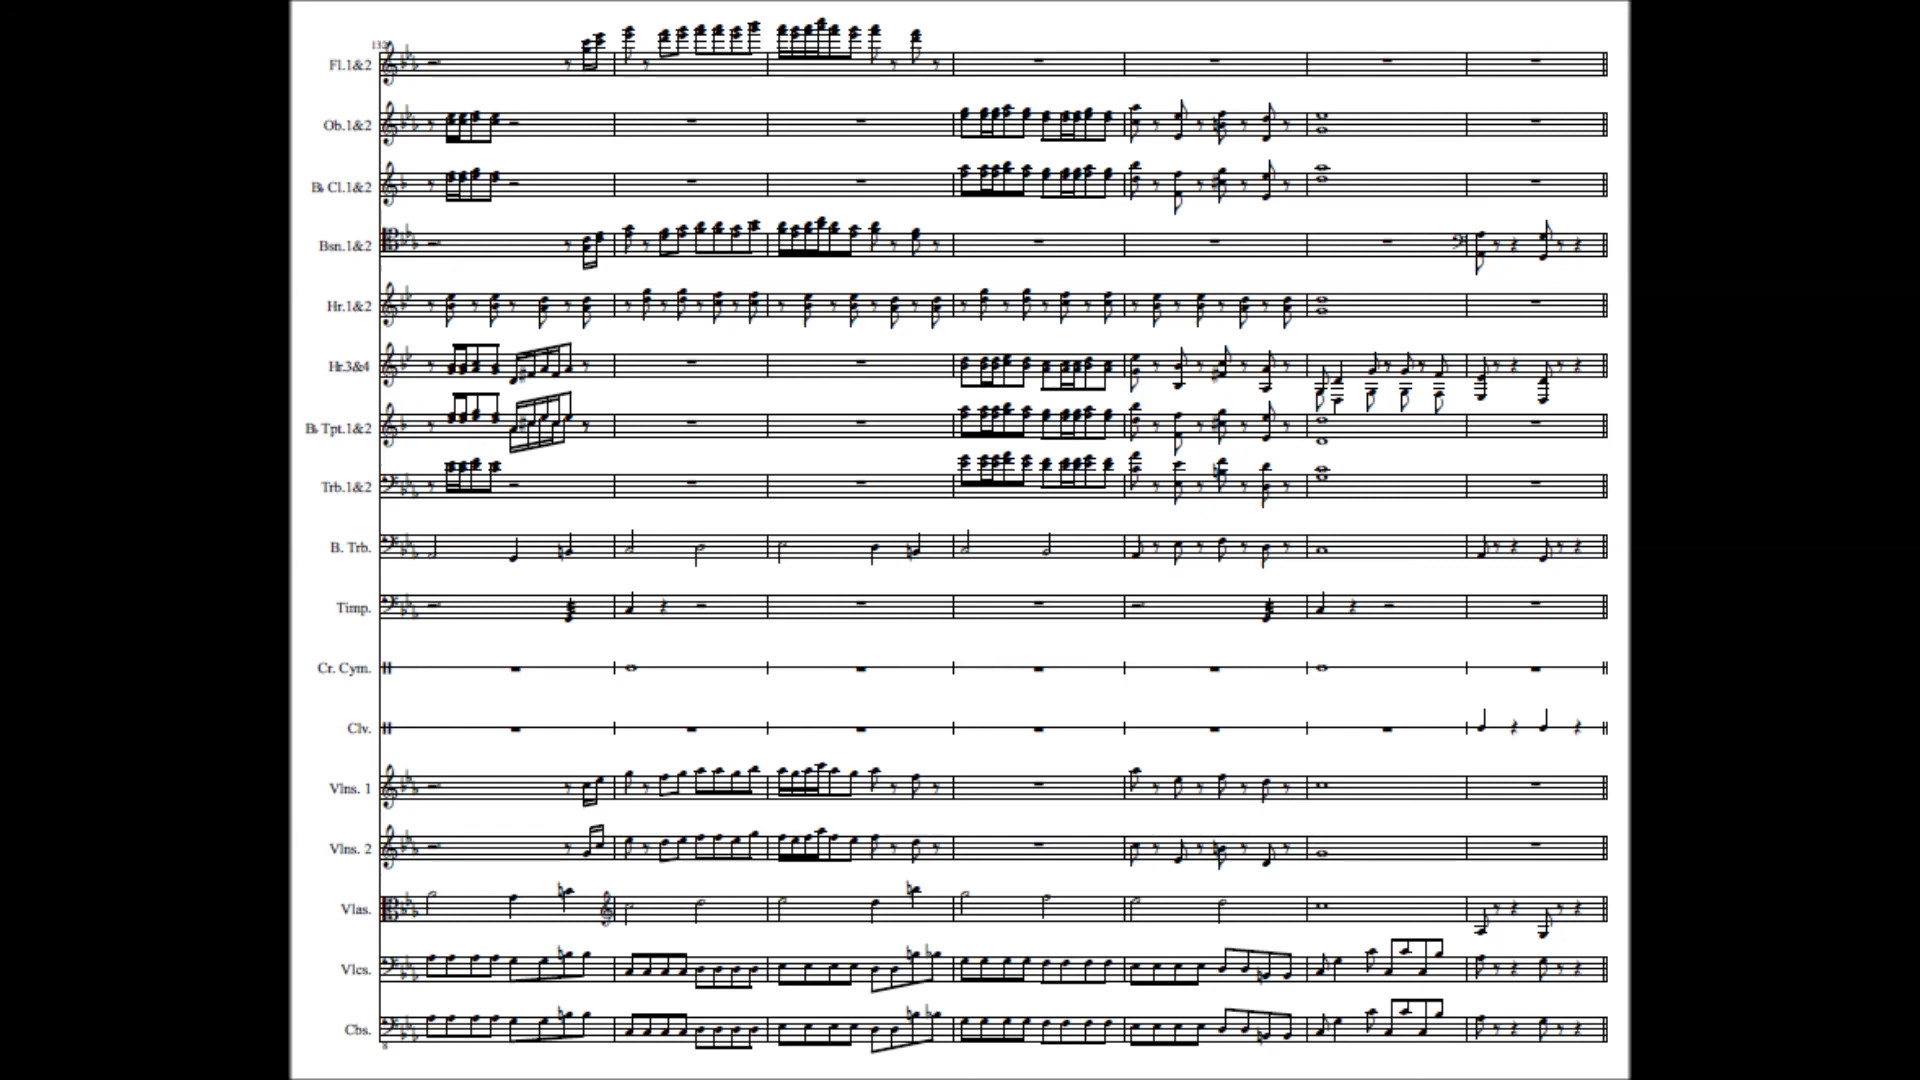 Fl.1&2
Ob.1&2
B♭ Cl.1&2
Bsn.1&2
Hr.1&2
Hr.3&4
B♭ Tpt.1&2
Trb.1&2
B. Trb.
Timp.
Cr. Cym.
Clv.
Vlns. 1
Vlns. 2
Vlas.
Vlcs.
Cbs.
8